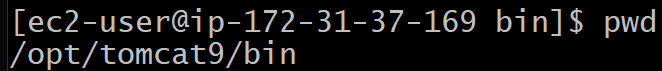 [ec2-user@ip-172-31-37-169 bin]$ pwd
/opt/tomcat9/bin